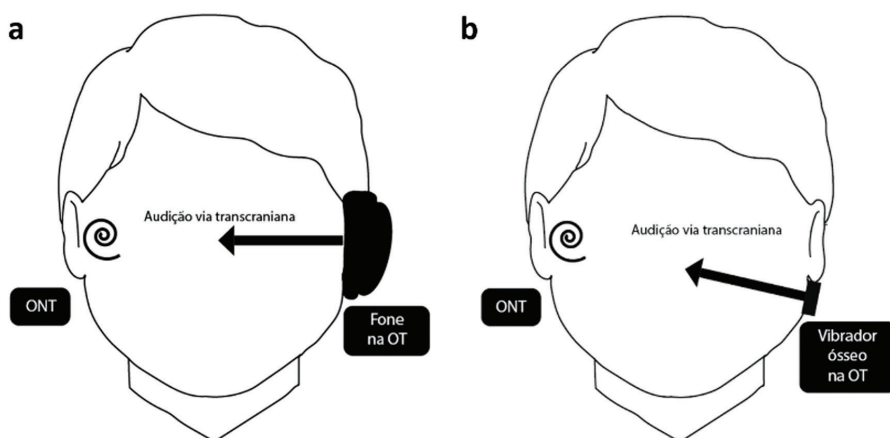 a
Audição via transcraniana
ONT
Fone
na OT
b
Audição via transcraniana
ONT
Vibrador
ósseo
na OT